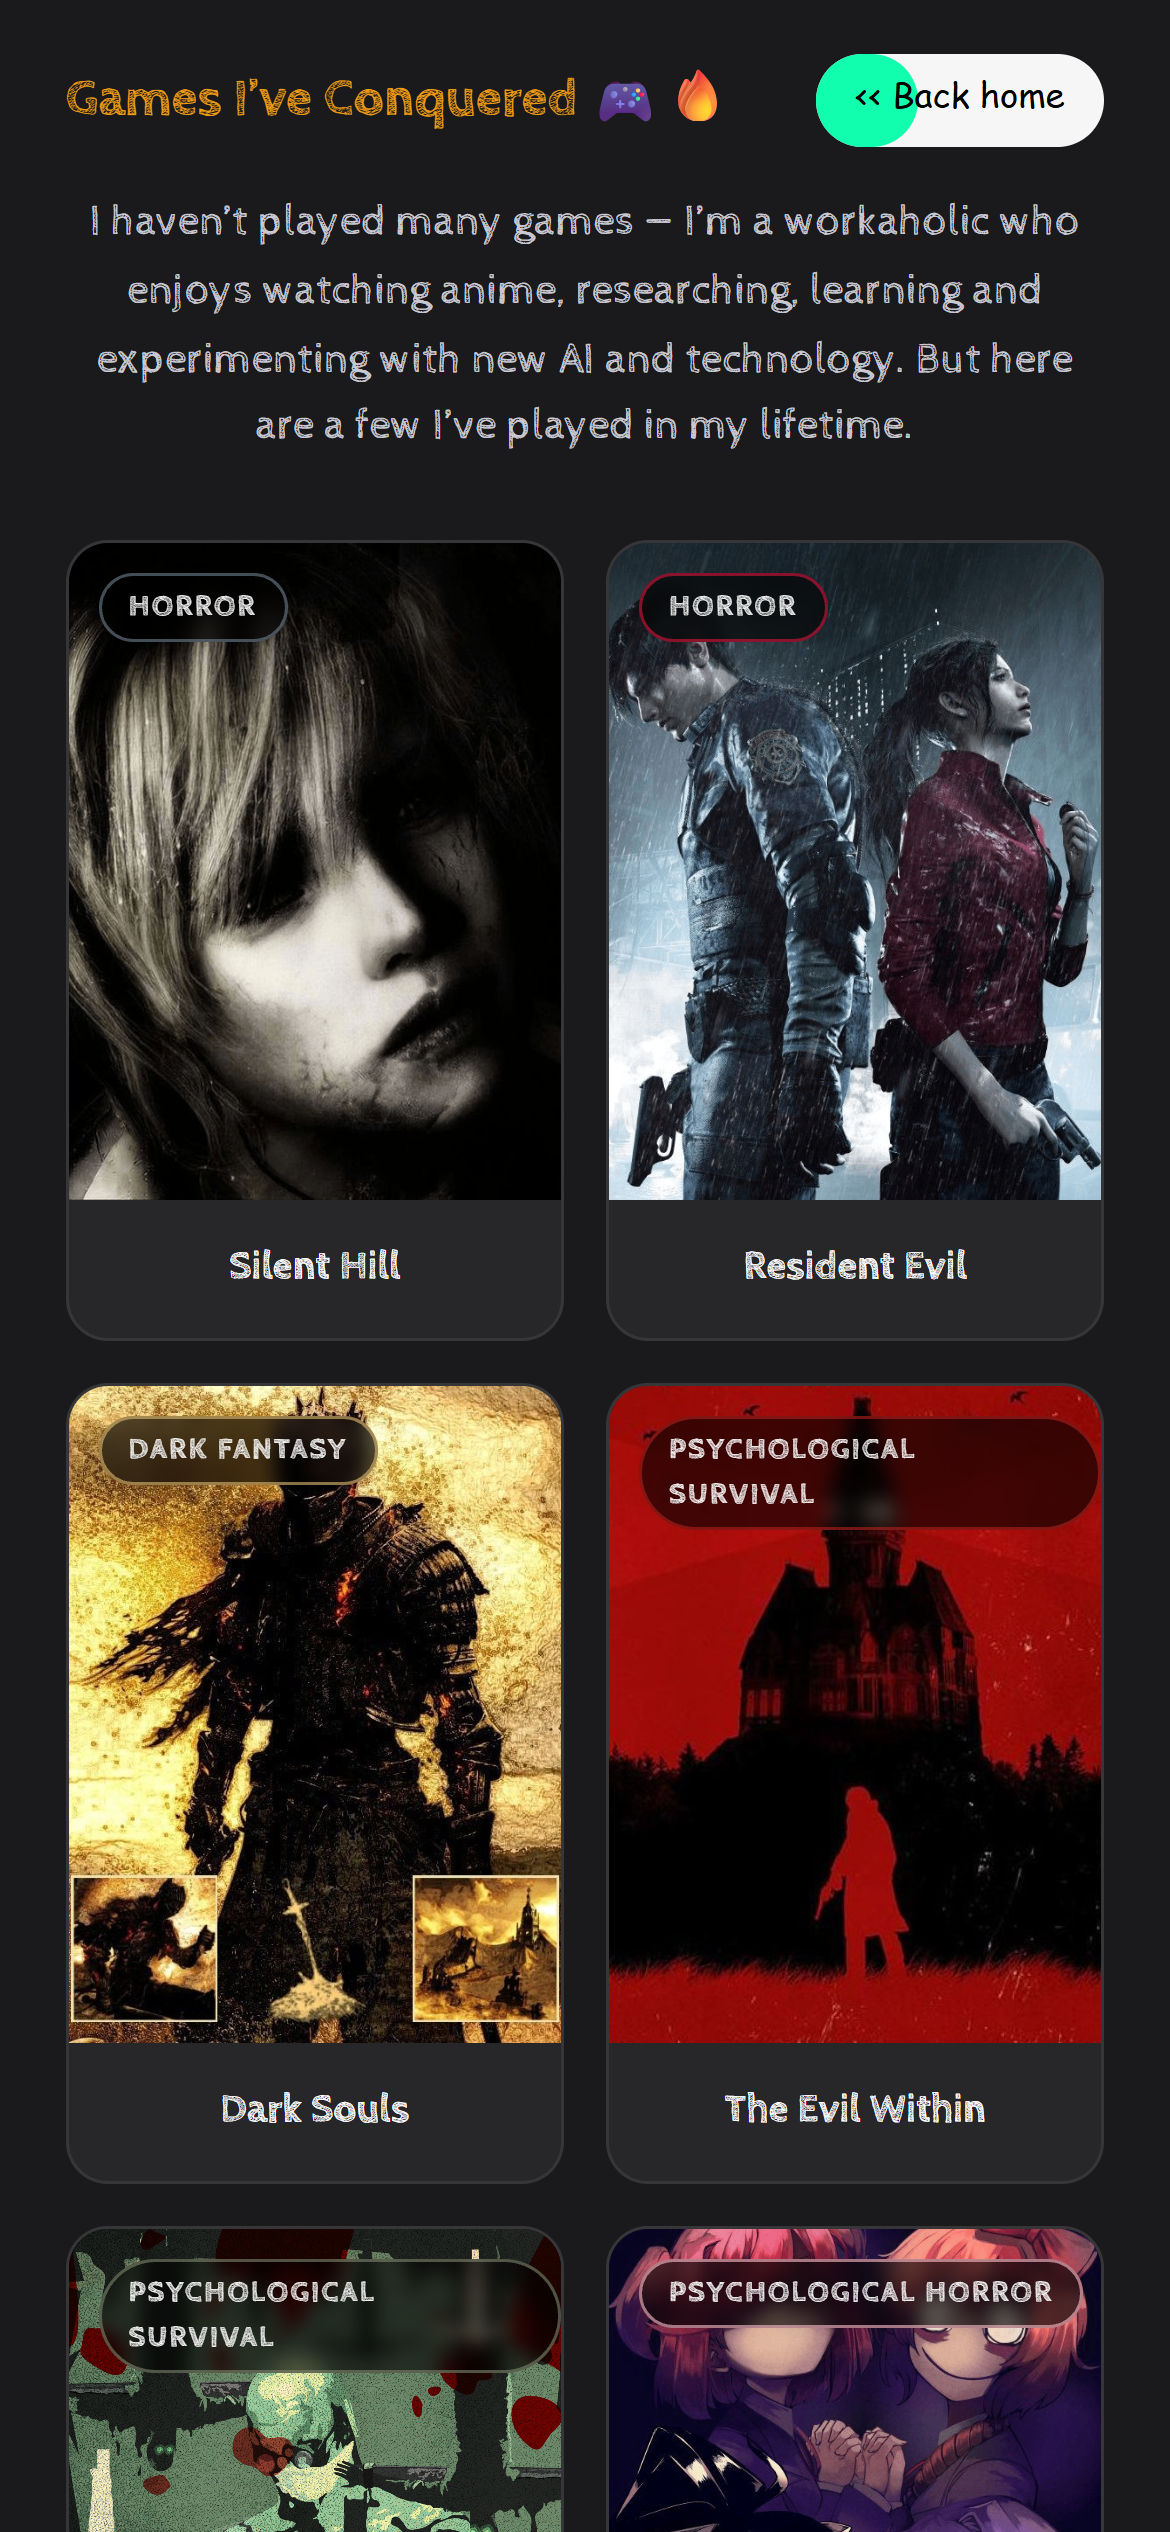 Games I've Conquered 🎮 🔥
<< Back home
I haven't played many games – I'm a workaholic who
enjoys watching anime, researching, learning and
experimenting with new AI and technology. But here
are a few I've played in my lifetime.
HORROR
HORROR
Silent Hill
Resident Evil
DARK FANTASY
PSYCHOLOGICAL
SURVIVAL
Dark Souls
The Evil Within
PSYCHOLOGICAL
SURVIVAL
PSYCHOLOGICAL HORROR